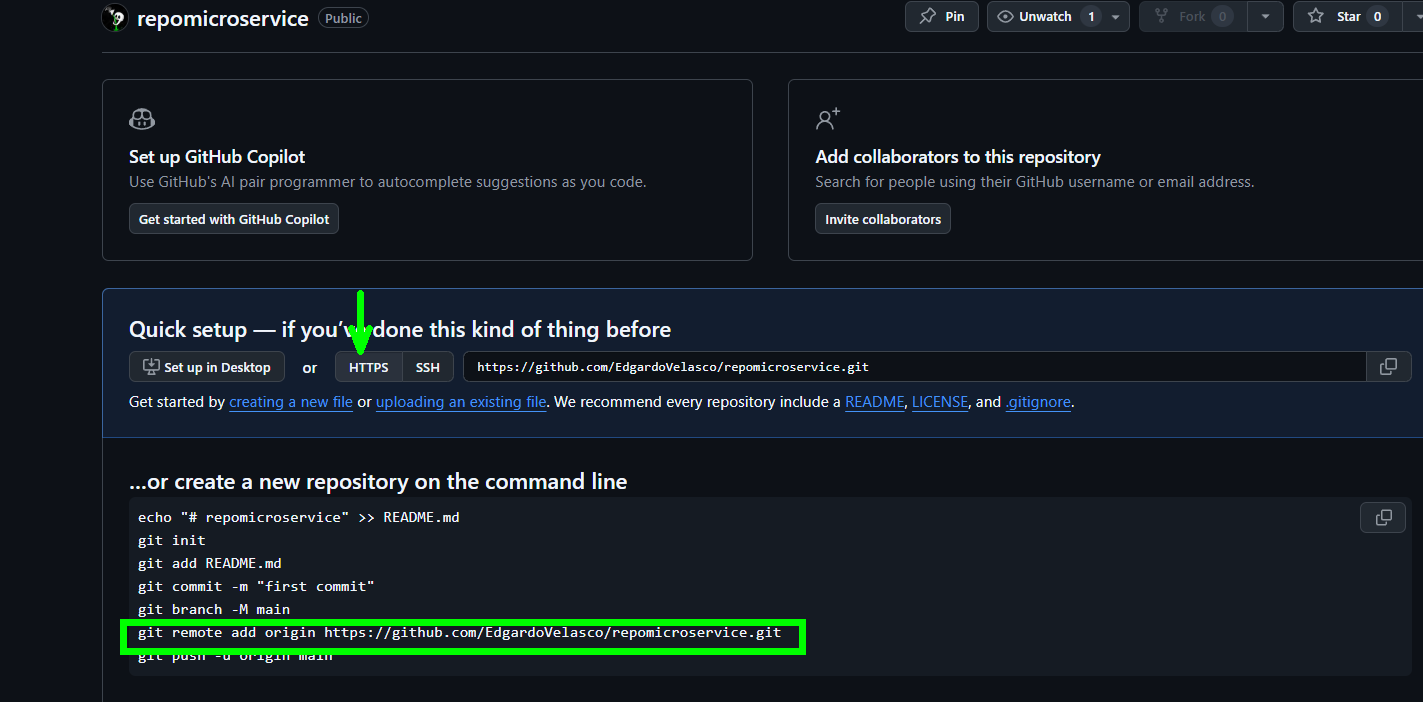 repomicroservice Public Pin Unwatch 1 Fork 0 Star 0
Set up GitHub Copilot
Use GitHub's AI pair programmer to autocomplete suggestions as you code.
Get started with GitHub Copilot
Add collaborators to this repository
Search for people using their GitHub username or email address.
Invite collaborators
Quick setup — if you've done this kind of thing before
Set up in Desktop or HTTPS SSH https://github.com/EdgardoVelasco/repomicroservice.git
Get started by creating a new file or uploading an existing file. We recommend every repository include a README, LICENSE, and .gitignore.
…or create a new repository on the command line
echo "# repomicroservice" >> README.md
git init
git add README.md
git commit -m "first commit"
git branch -M main
git remote add origin https://github.com/EdgardoVelasco/repomicroservice.git
git push -u origin main